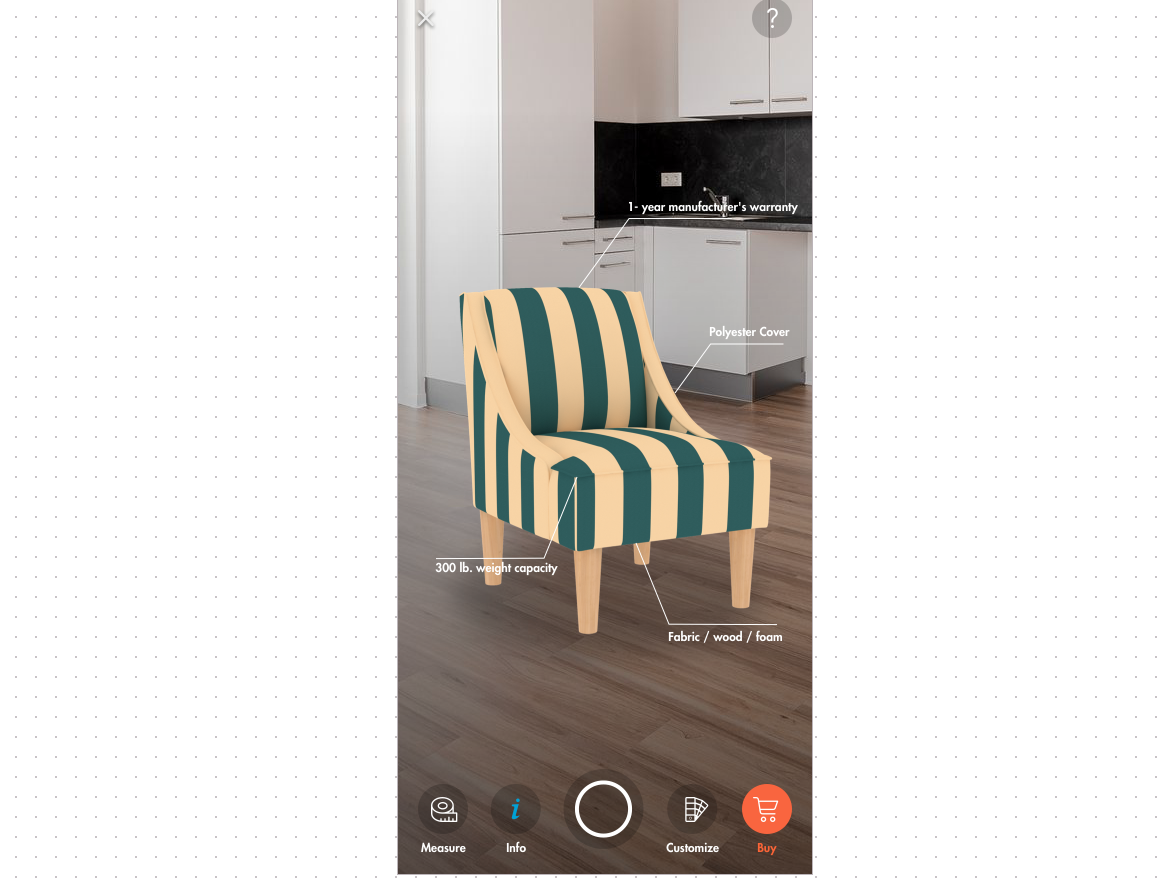 ?
1- year manufacturer's warranty
Polyester Cover
300 lb. weight capacity
Fabric / wood / foam
i
Measure
Info
Customize
Buy